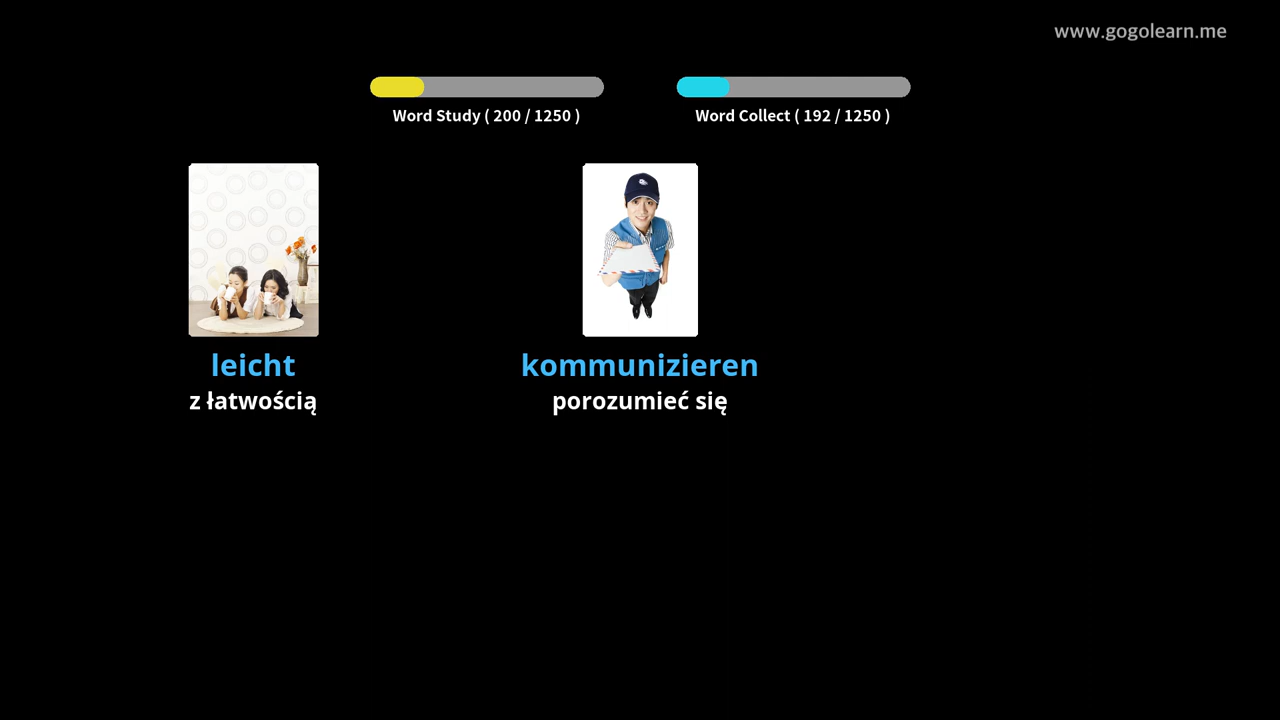 www.gogolearn.me
Word Study ( 200 / 1250 )
Word Collect ( 192 / 1250 )
leicht
kommunizieren
z łatwością
porozumieć się